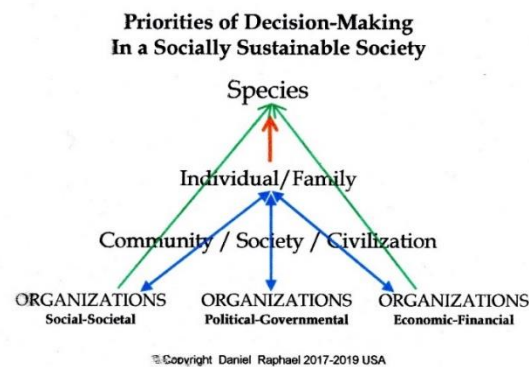 Priorities of Decision-Making
In a Socially Sustainable Society
Species
Individual/Family
Community / Society / Civilization
ORGANIZATIONS ORGANIZATIONS ORGANIZATIONS
Social-Societal Political-Governmental Economic-Financial
© Copyright Daniel Raphael 2017-2019 USA